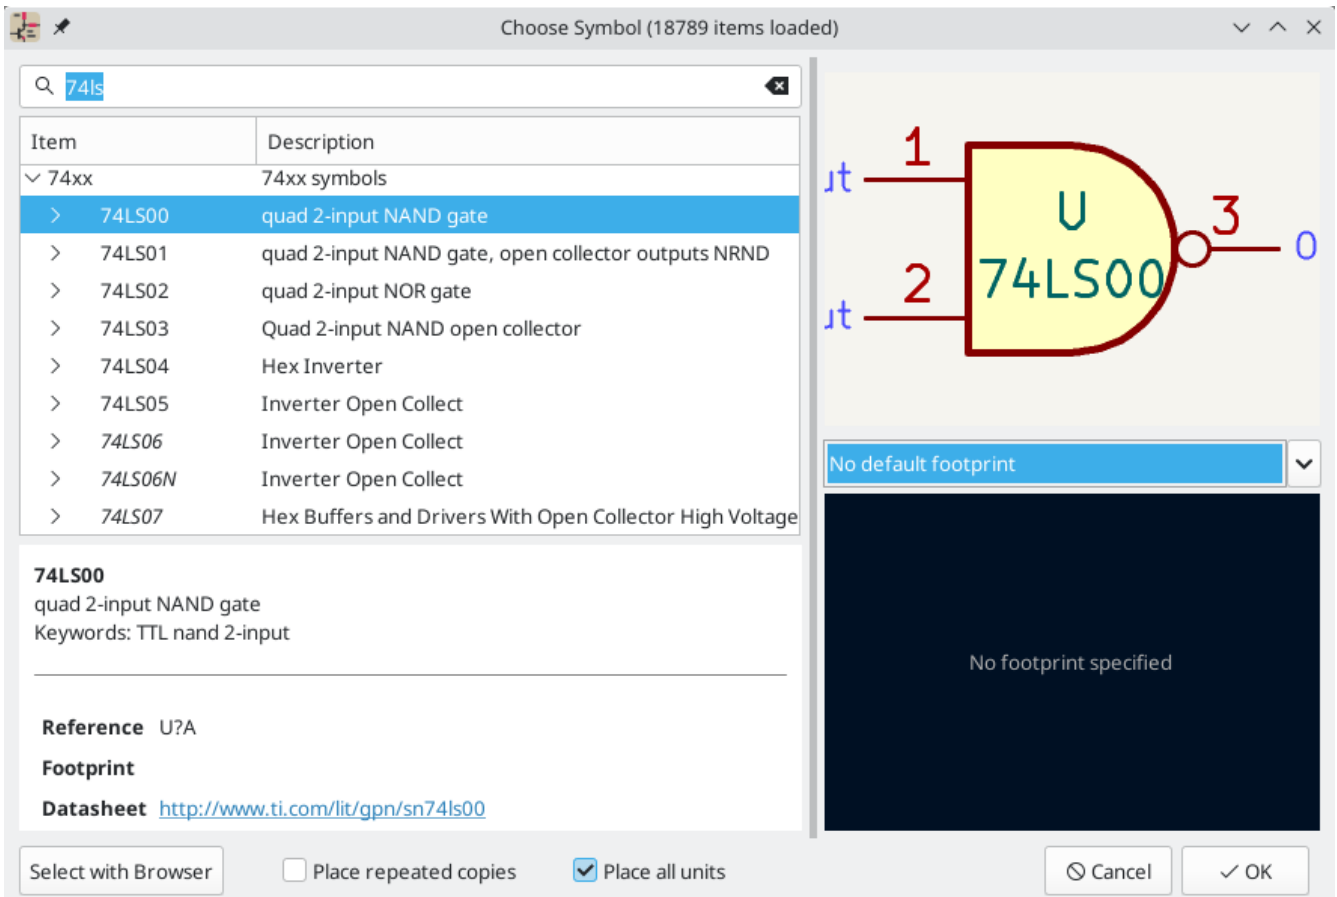 Choose Symbol (18789 items loaded)
74ls
Item Description
74xx 74xx symbols
74LS00 quad 2-input NAND gate
74LS01 quad 2-input NAND gate, open collector outputs NRND
74LS02 quad 2-input NOR gate
74LS03 Quad 2-input NAND open collector
74LS04 Hex Inverter
74LS05 Inverter Open Collect
74LS06 Inverter Open Collect
74LS06N Inverter Open Collect
74LS07 Hex Buffers and Drivers With Open Collector High Voltage
74LS00
quad 2-input NAND gate
Keywords: TTL nand 2-input
Reference U?A
Footprint
Datasheet http://www.ti.com/lit/gpn/sn74ls00
Select with Browser
Place repeated copies
Place all units
1
2
3
U
74LS00
No default footprint
No footprint specified
Cancel
OK